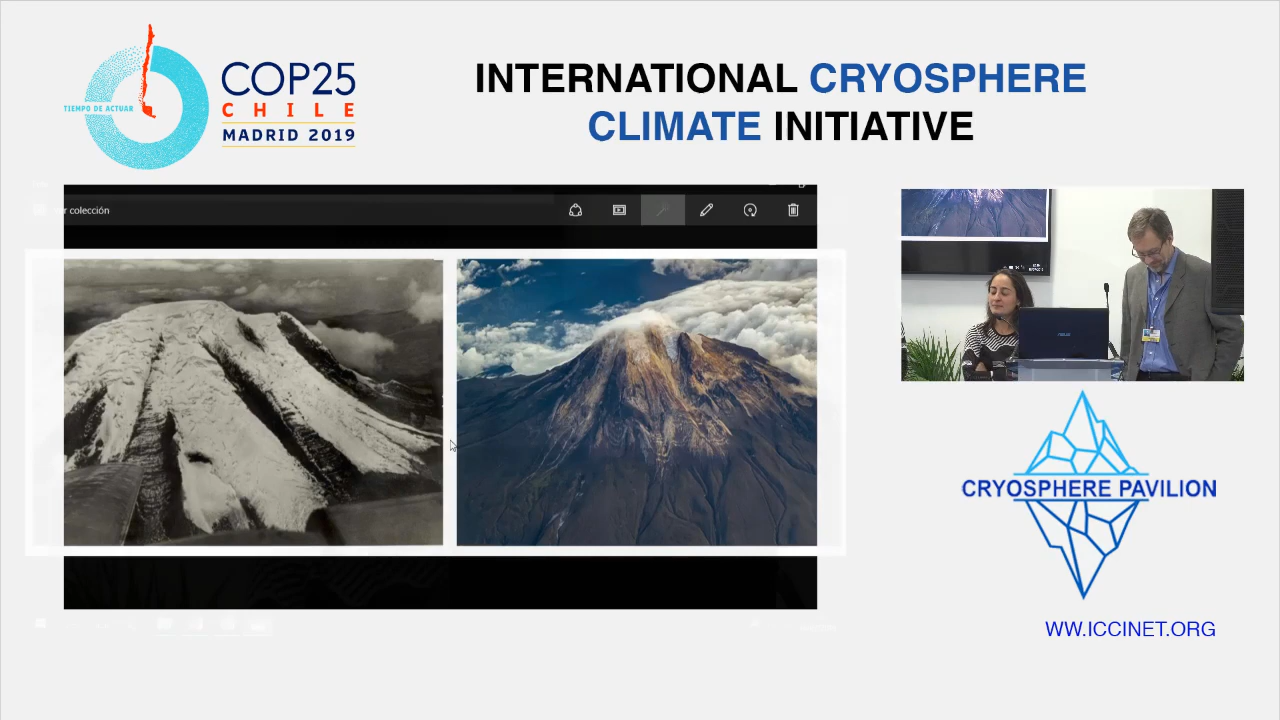 TIEMPO DE ACTUAR
COP25
CHILE
MADRID 2019
INTERNATIONAL CRYOSPHERE
CLIMATE INITIATIVE
colección
CRYOSPHERE PAVILION
WW.ICCINET.ORG